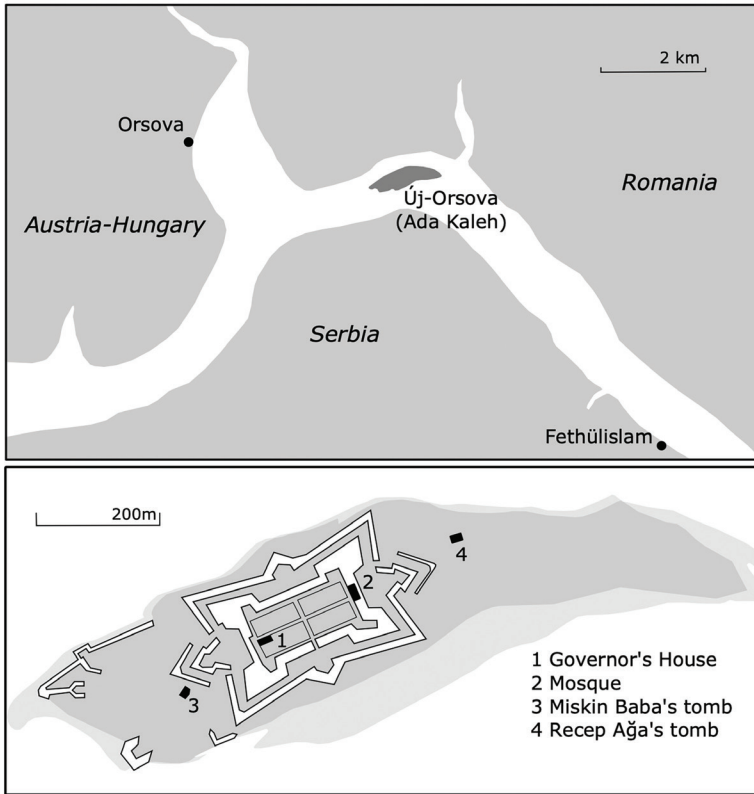 2 km
Orsova
Romania
Új-Orsova
(Ada Kaleh)
Austria-Hungary
Serbia
Fethülislam
200m
4
2
1
3
1 Governor's House
2 Mosque
3 Miskin Baba's tomb
4 Recep Ağa's tomb